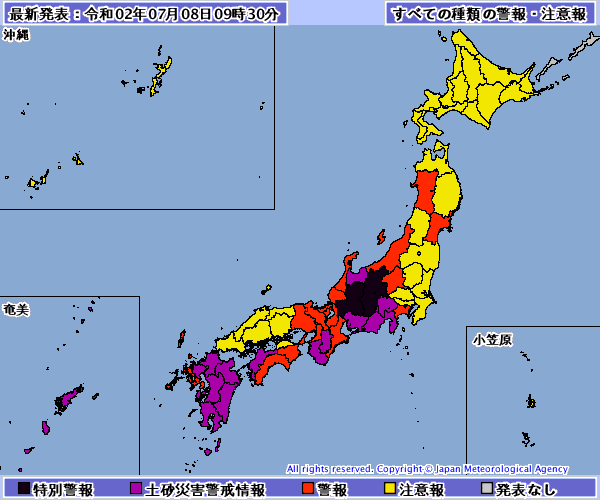 最新発表：令和02年07月08日09時30分
すべての種類の警報・注意報
沖縄
奄美
小笠原
All rights reserved. Copyright © Japan Meteorological Agency
特別警報 土砂災害警戒情報 警報 注意報 発表なし